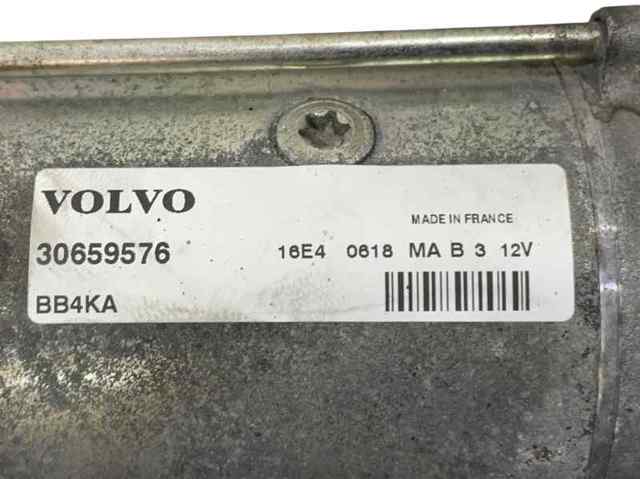 VOLVO
MADE IN FRANCE
30659576 16E4 0618 MA B 3 12V
BB4KA